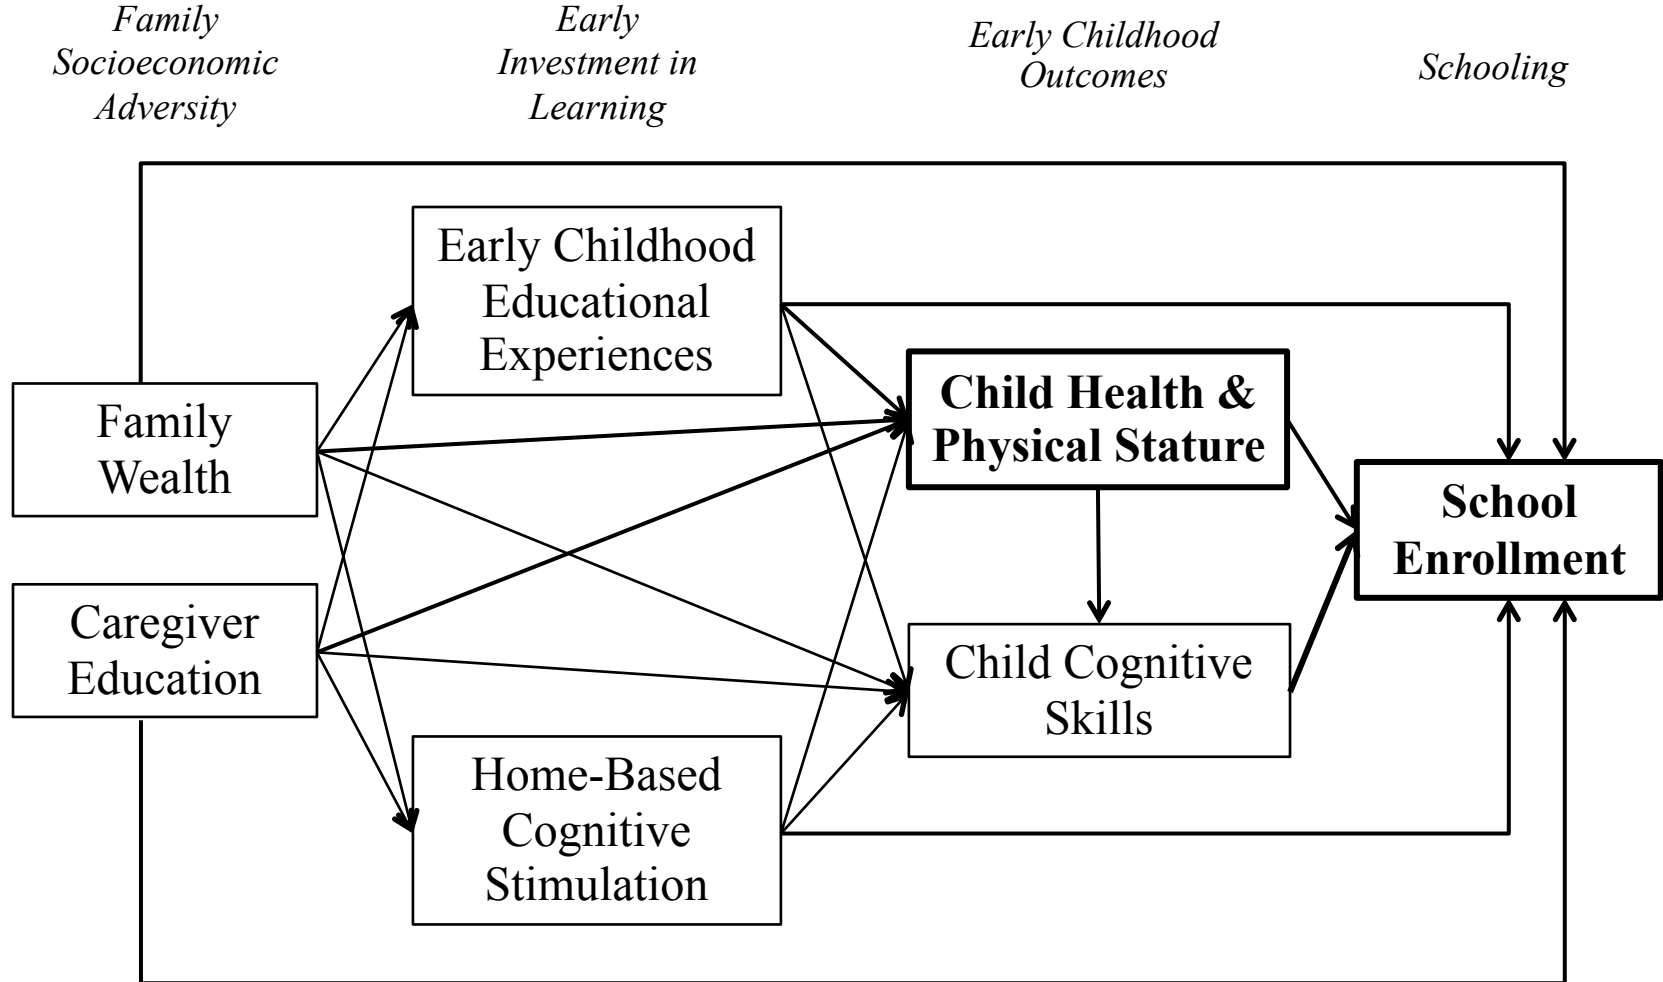 Family
Socioeconomic
Adversity
Early
Investment in
Learning
Early Childhood
Outcomes
Schooling
Early Childhood
Educational
Experiences
Family
Wealth
Child Health &
Physical Stature
School
Enrollment
Caregiver
Education
Child Cognitive
Skills
Home-Based
Cognitive
Stimulation